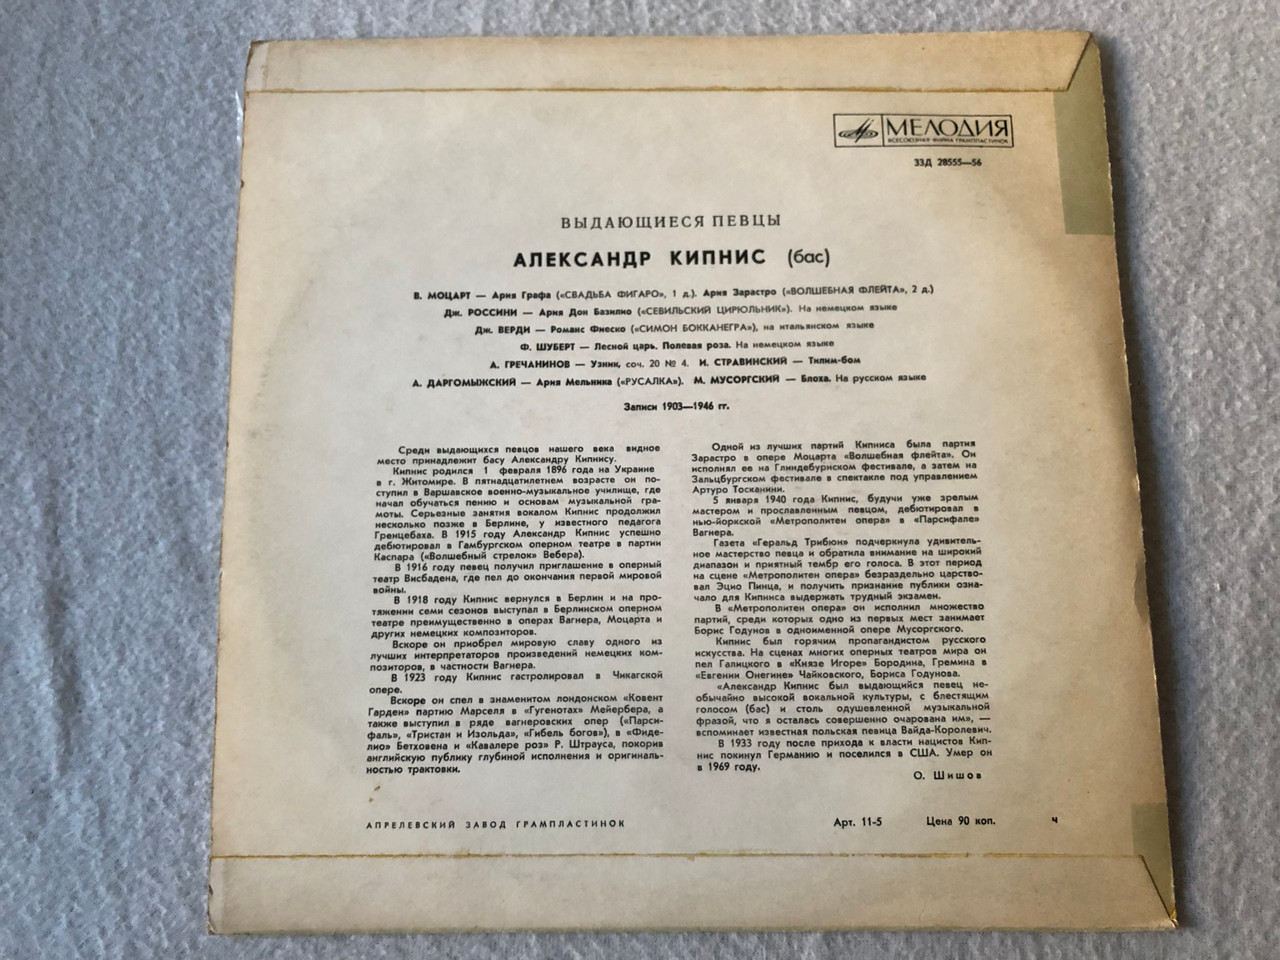 МЕЛОДИЯ
ВСЕСОЮЗНАЯ ФИРМА ГРАМПЛАСТИНОК
33Д 28555—56
ВЫДАЮЩИЕСЯ ПЕВЦЫ
АЛЕКСАНДР КИПНИС (бас)
В. МОЦАРТ — Ария Графа («СВАДЬБА ФИГАРО», 1 д.). Ария Зарастро («ВОЛШЕБНАЯ ФЛЕЙТА», 2 д.)
Дж. РОССИНИ — Ария Дон Базилио («СЕВИЛЬСКИЙ ЦИРЮЛЬНИК»). На немецком языке
Дж. ВЕРДИ — Романс Фиеско («СИМОН БОККАНЕГРА»), на итальянском языке
Ф. ШУБЕРТ — Лесной царь. Полевая роза. На немецком языке
А. ГРЕЧАНИНОВ — Узник, соч. 20 № 4. И. СТРАВИНСКИЙ — Тилим-бом
А. ДАРГОМЫЖСКИЙ — Ария Мельника («РУСАЛКА»). М. МУСОРГСКИЙ — Блоха. На русском языке
Записи 1903—1946 гг.
Среди выдающихся певцов нашего века видное
место принадлежит басу Александру Кипнису.
Кипнис родился 1 февраля 1896 года на Украине
в г. Житомире. В пятнадцатилетнем возрасте он по-
ступил в Варшавское военно-музыкальное училище, где
начал обучаться пению и основам музыкальной гра-
моты. Серьезные занятия вокалом Кипнис продолжил
несколько позже в Берлине, у известного педагога
Гренцебаха. В 1915 году Александр Кипнис успешно
дебютировал в Гамбургском оперном театре в партии
Каспара («Волшебный стрелок» Вебера).
В 1916 году певец получил приглашение в оперный
театр Висбадена, где пел до окончания первой мировой
войны.
В 1918 году Кипнис вернулся в Берлин и на про-
тяжении семи сезонов выступал в Берлинском оперном
театре преимущественно в операх Вагнера, Моцарта и
других немецких композиторов.
Вскоре он приобрел мировую славу одного из
лучших интерпретаторов произведений немецких ком-
позиторов, в частности Вагнера.
В 1923 году Кипнис гастролировал в Чикагской
опере.
Вскоре он спел в знаменитом лондонском «Ковент
Гарден» партию Марселя в «Гугенотах» Мейербера, а
также выступил в ряде вагнеровских опер («Парси-
фаль», «Тристан и Изольда», «Гибель богов»), в «Фиде-
лио» Бетховена и «Кавалере роз» Р. Штрауса, покорив
английскую публику глубиной исполнения и оригиналь-
ностью трактовки.
Одной из лучших партий Кипниса была партия
Зарастро в опере Моцарта «Волшебная флейта». Он
исполнял ее на Глиндебурнском фестивале, а затем на
Зальцбургском фестивале в спектакле под управлением
Артуро Тосканини.
5 января 1940 года Кипнис, будучи уже зрелым
мастером и прославленным певцом, дебютировал в
нью-йоркской «Метрополитен опера» в «Парсифале»
Вагнера.
Газета «Геральд Трибюн» подчеркнула удивитель-
ное мастерство певца и обратила внимание на широкий
диапазон и приятный тембр его голоса. В этот период
на сцене «Метрополитен опера» безраздельно царство-
вал Эцио Пинца, и получить признание публики озна-
чало для Кипниса выдержать трудный экзамен.
В «Метрополитен опера» он исполнил множество
партий, среди которых одно из первых мест занимает
Борис Годунов в одноименной опере Мусоргского.
Кипнис был горячим пропагандистом русского
искусства. На сценах многих оперных театров мира он
пел Галицкого в «Князе Игоре» Бородина, Гремина в
«Евгении Онегине» Чайковского, Бориса Годунова.
«Александр Кипнис был выдающийся певец не-
обычайно высокой вокальной культуры, с блестящим
голосом (бас) и столь одушевленной музыкальной
фразой, что я осталась совершенно очарована им», —
вспоминает известная польская певица Вайда-Королевич.
В 1933 году после прихода к власти нацистов Кип-
нис покинул Германию и поселился в США. Умер он
в 1969 году.
О. Шишов
АПРЕЛЕВСКИЙ ЗАВОД ГРАМПЛАСТИНОК
Арт. 11-5 Цена 90 коп. ч